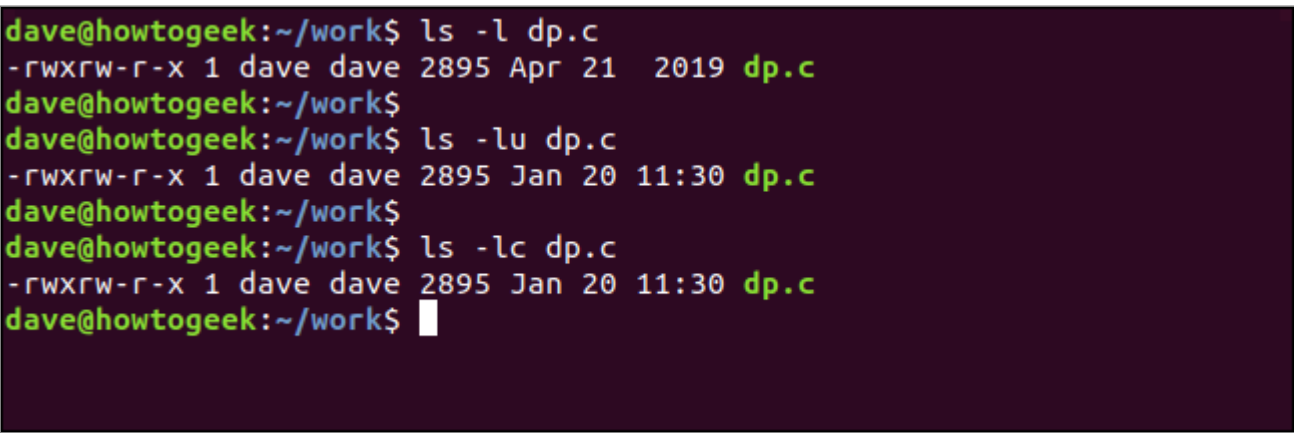 dave@howtogeek:~/work$ ls -l dp.c
-rwxrw-r-x 1 dave dave 2895 Apr 21  2019 dp.c
dave@howtogeek:~/work$
dave@howtogeek:~/work$ ls -lu dp.c
-rwxrw-r-x 1 dave dave 2895 Jan 20 11:30 dp.c
dave@howtogeek:~/work$
dave@howtogeek:~/work$ ls -lc dp.c
-rwxrw-r-x 1 dave dave 2895 Jan 20 11:30 dp.c
dave@howtogeek:~/work$